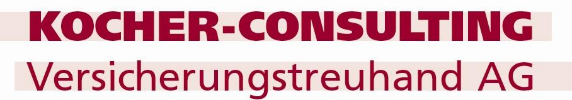 KOCHER-CONSULTING
Versicherungstreuhand AG